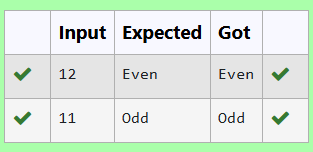 Input Expected Got
12 Even Even
11 Odd Odd